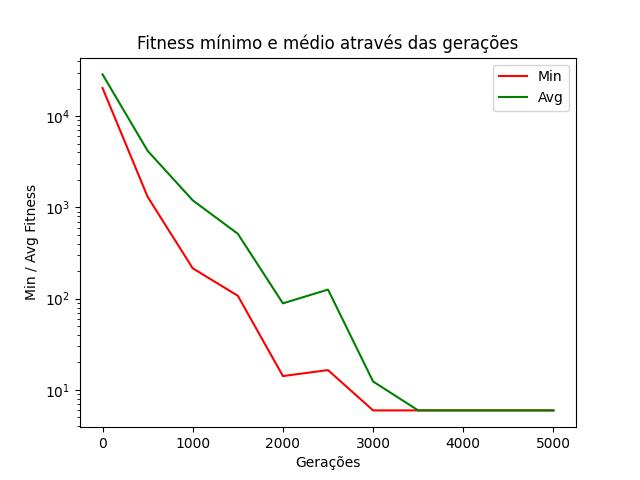 Fitness mínimo e médio através das gerações
Min
Avg
Min / Avg Fitness
10^4
10^3
10^2
10^1
0 1000 2000 3000 4000 5000
Gerações